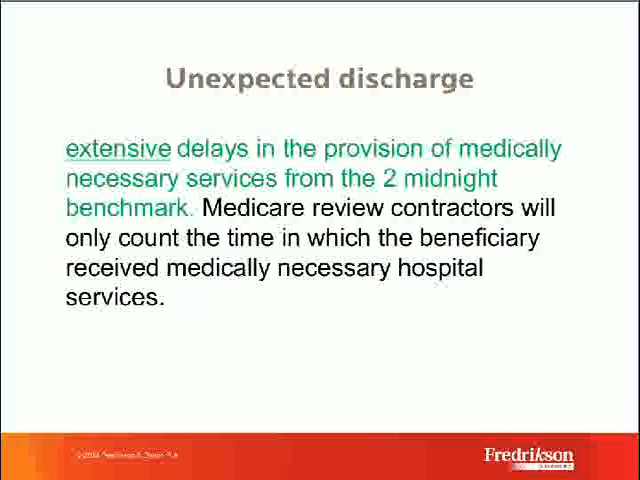 Unexpected discharge
extensive delays in the provision of medically
necessary services from the 2 midnight
benchmark. Medicare review contractors will
only count the time in which the beneficiary
received medically necessary hospital
services.
Fredrikson